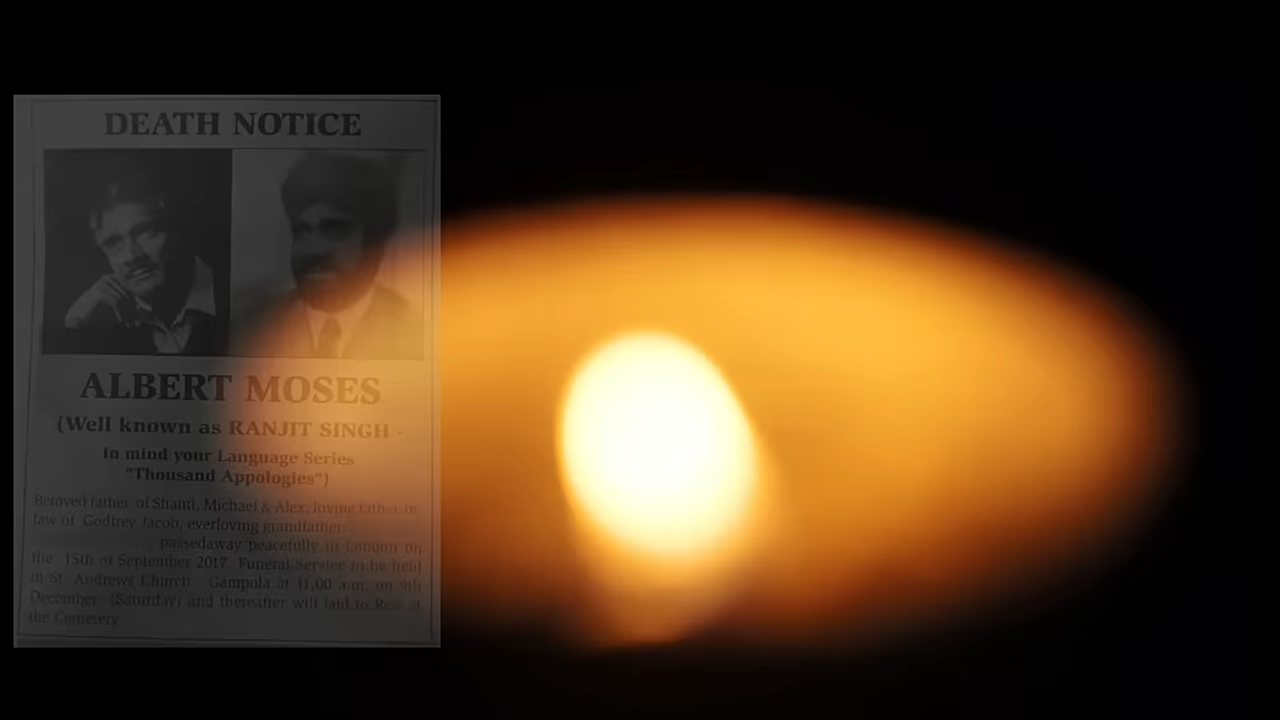 DEATH NOTICE
ALBERT MOSES
(Well known as RANJIT SINGH -
In mind your Language Series
"Thousand Appologies")
Beloved father of Shanti, Michael & Alex, loving father in
law of Godfrey Jacob, everloving grandfather
passedaway peacefully in London on
the 15th of September 2017. Funeral Service to be held
in St. Andrews Church Gampola at 11.00 a.m. on 9th
December (Saturday) and thereafter will laid to Rest at
the Cemetery